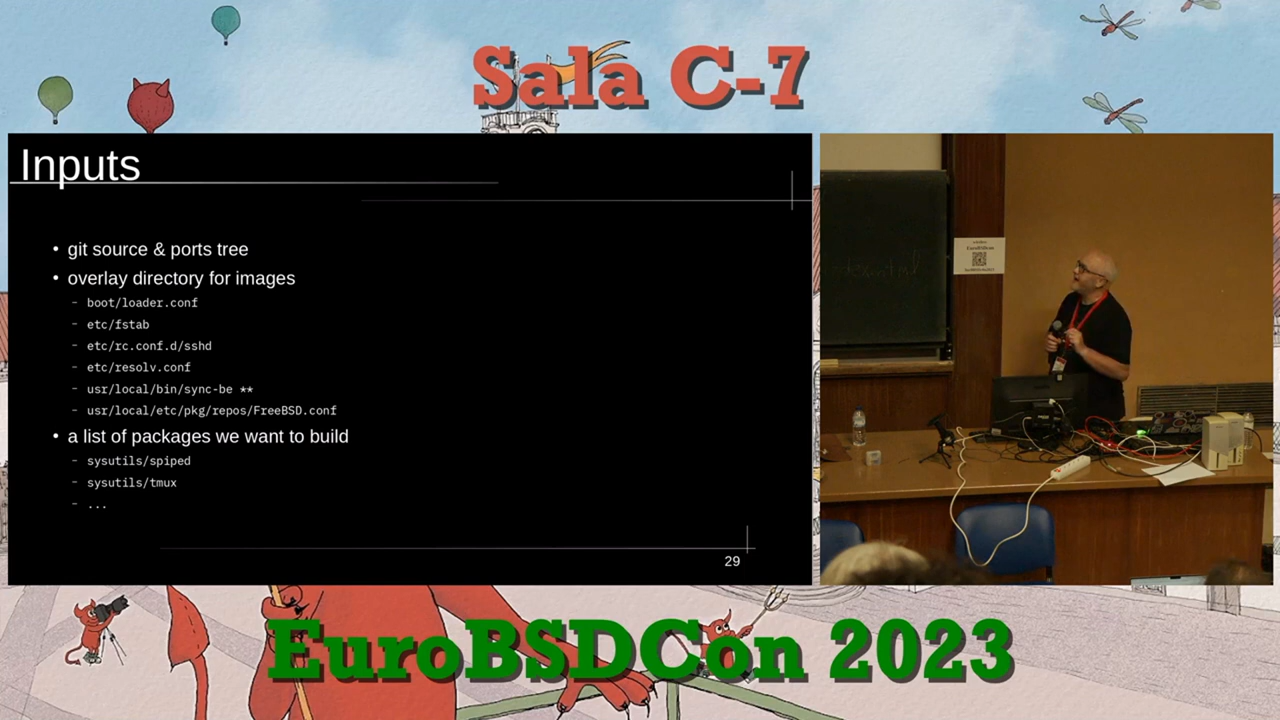 Sala C-7
Inputs
• git source & ports tree
• overlay directory for images
– boot/loader.conf
– etc/fstab
– etc/rc.conf.d/sshd
– etc/resolv.conf
– usr/local/bin/sync-be **
– usr/local/etc/pkg/repos/FreeBSD.conf
• a list of packages we want to build
– sysutils/spiped
– sysutils/tmux
– ...
29
EuroBSDCon 2023